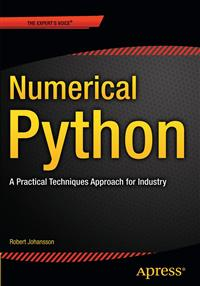 THE EXPERT'S VOICE®
Numerical
Python
A Practical Techniques Approach for Industry
Robert Johansson
Apress®